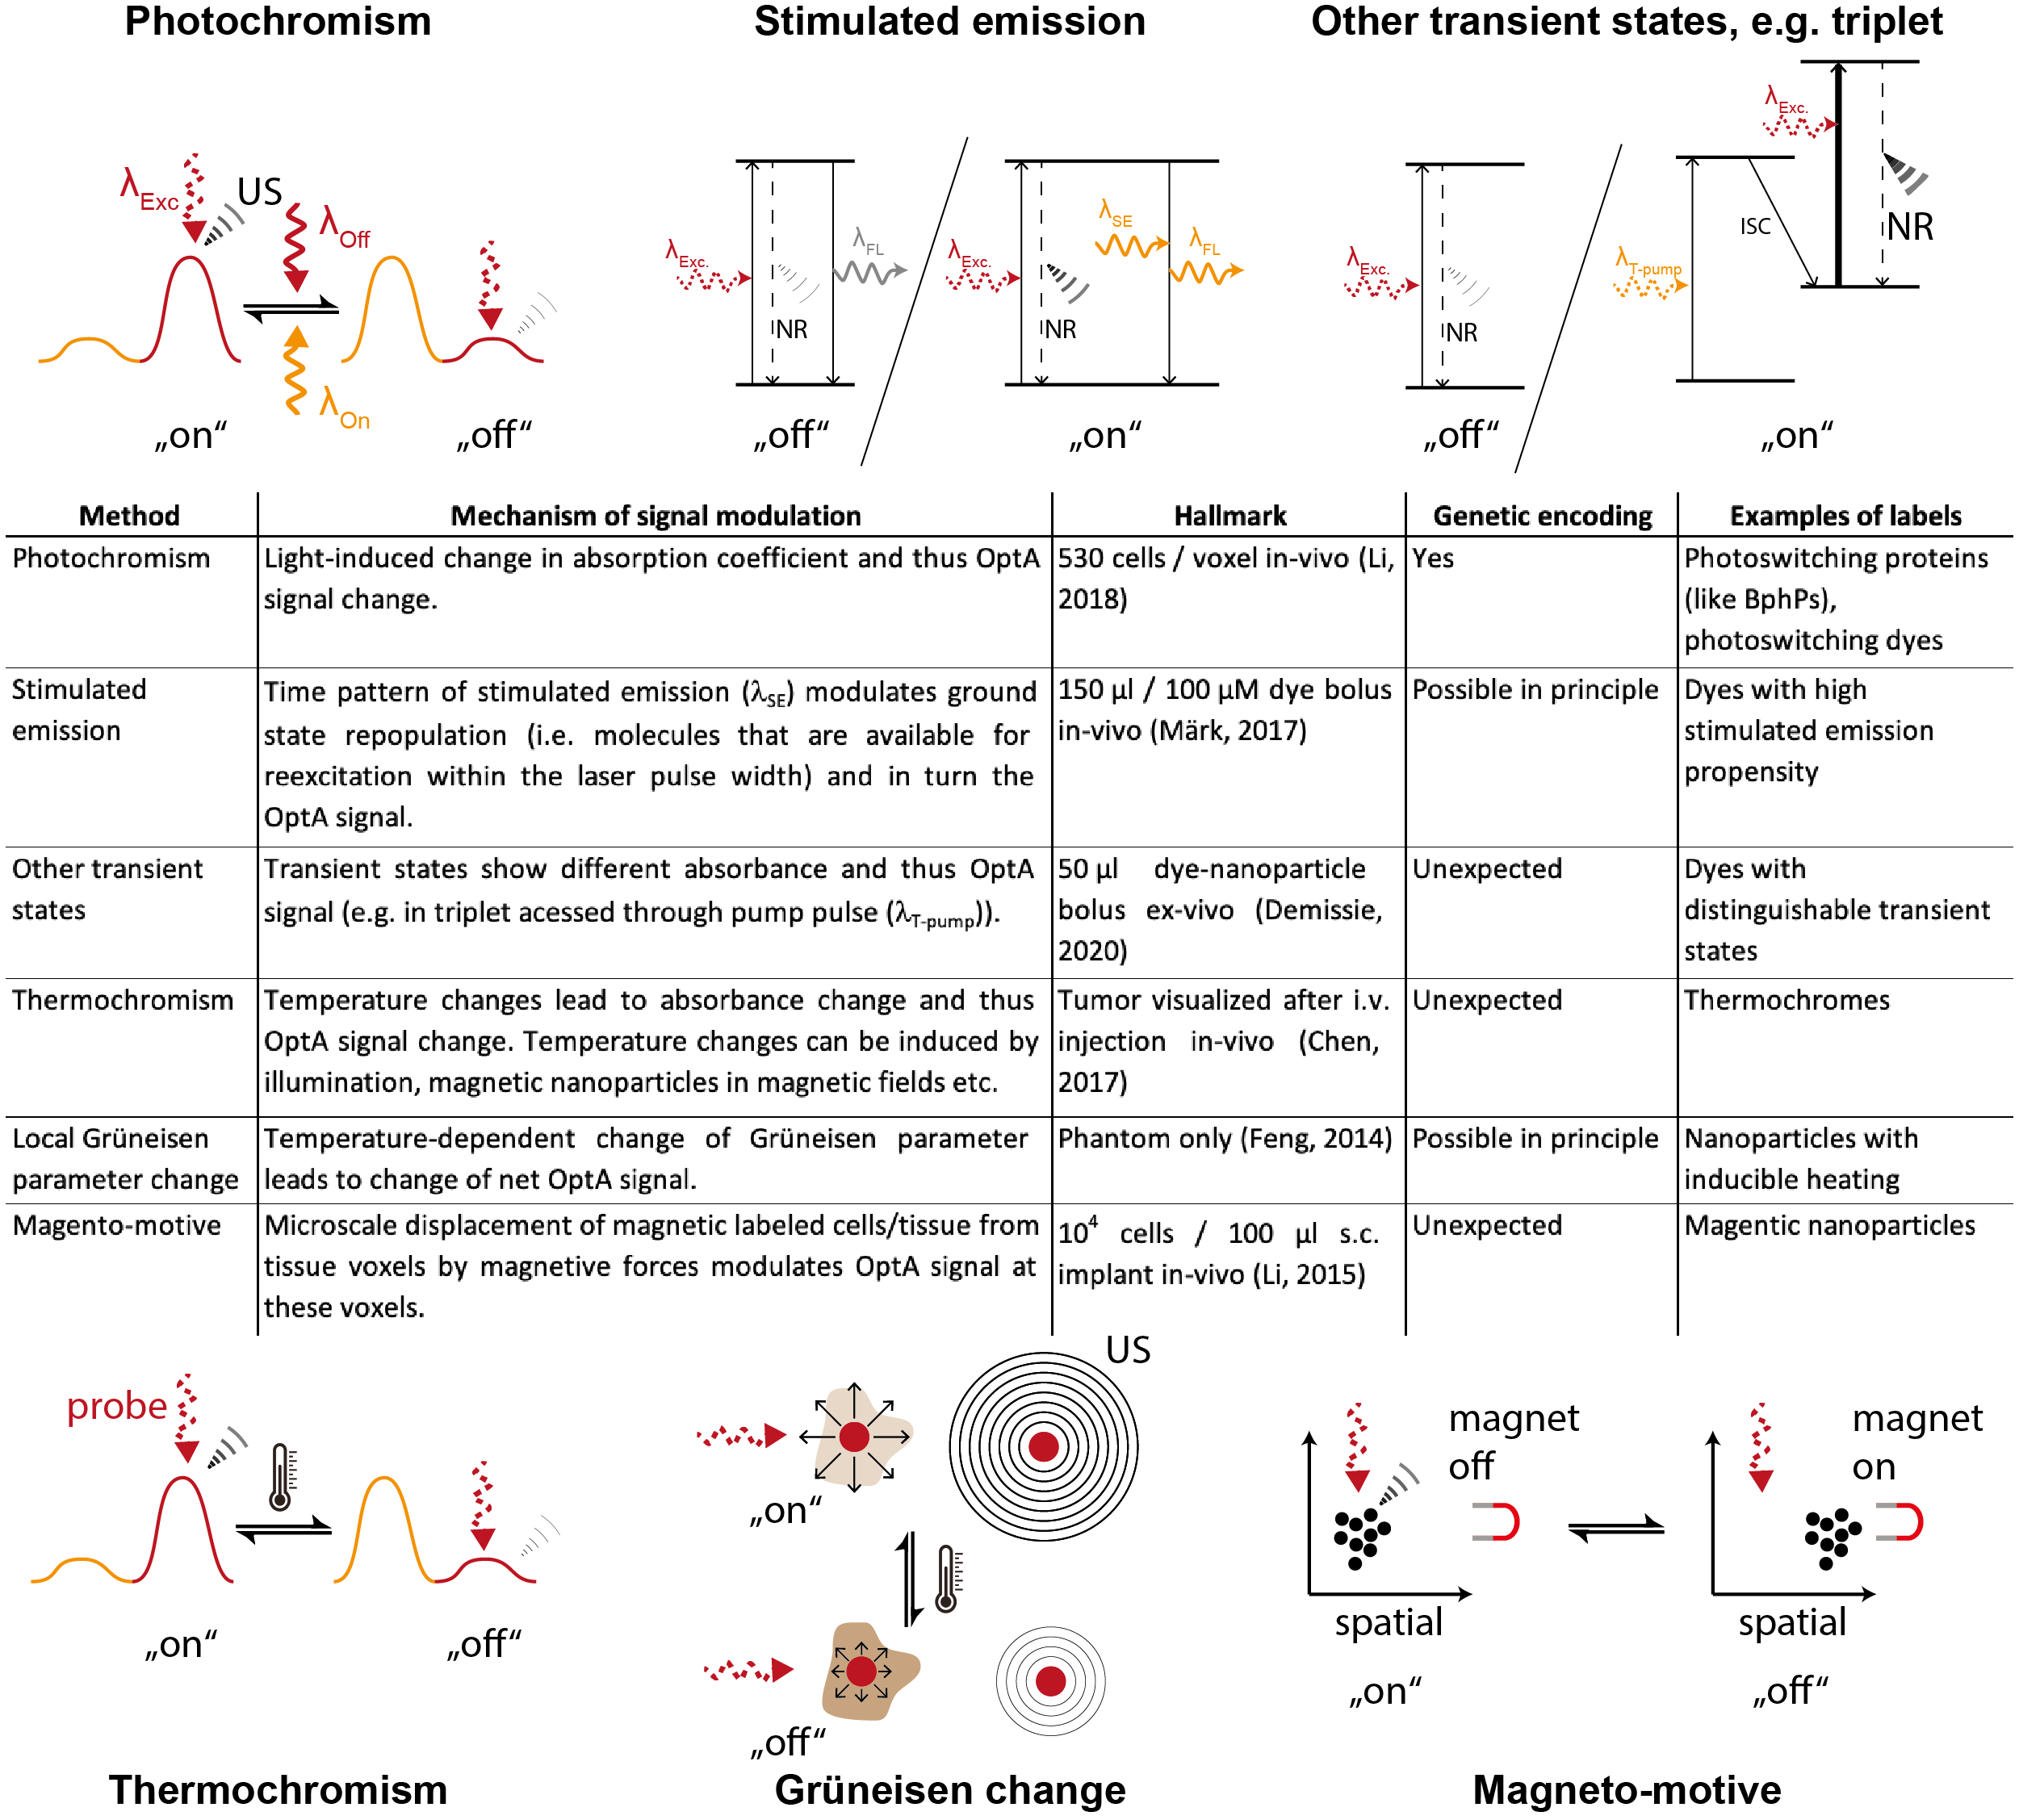 Photochromism
Stimulated emission
Other transient states, e.g. triplet
λExc
US
λOff
λOn
„on“
„off“
λExc.
NR
λFL
„off“
λExc.
NR
λSE
λFL
„on“
λExc.
NR
„off“
λT-pump
ISC
λExc.
NR
„on“
Method
Mechanism of signal modulation
Hallmark
Genetic encoding
Examples of labels
Photochromism
Light-induced change in absorption coefficient and thus OptA
signal change.
530 cells / voxel in-vivo (Li,
2018)
Yes
Photoswitching proteins
(like BphPs),
photoswitching dyes
Stimulated
emission
Time pattern of stimulated emission (λSE) modulates ground
state repopulation (i.e. molecules that are available for
reexcitation within the laser pulse width) and in turn the
OptA signal.
150 µl / 100 µM dye bolus
in-vivo (Märk, 2017)
Possible in principle
Dyes with high
stimulated emission
propensity
Other transient
states
Transient states show different absorbance and thus OptA
signal (e.g. in triplet acessed through pump pulse (λT-pump)).
50 µl dye-nanoparticle
bolus ex-vivo (Demissie,
2020)
Unexpected
Dyes with
distinguishable transient
states
Thermochromism
Temperature changes lead to absorbance change and thus
OptA signal change. Temperature changes can be induced by
illumination, magnetic nanoparticles in magnetic fields etc.
Tumor visualized after i.v.
injection in-vivo (Chen,
2017)
Unexpected
Thermochromes
Local Grüneisen
parameter change
Temperature-dependent change of Grüneisen parameter
leads to change of net OptA signal.
Phantom only (Feng, 2014)
Possible in principle
Nanoparticles with
inducible heating
Magento-motive
Microscale displacement of magnetic labeled cells/tissue from
tissue voxels by magnetive forces modulates OptA signal at
these voxels.
10⁴ cells / 100 µl s.c.
implant in-vivo (Li, 2015)
Unexpected
Magentic nanoparticles
probe
„on“
„off“
US
„on“
„off“
magnet
off
spatial
„on“
magnet
on
spatial
„off“
Thermochromism
Grüneisen change
Magneto-motive